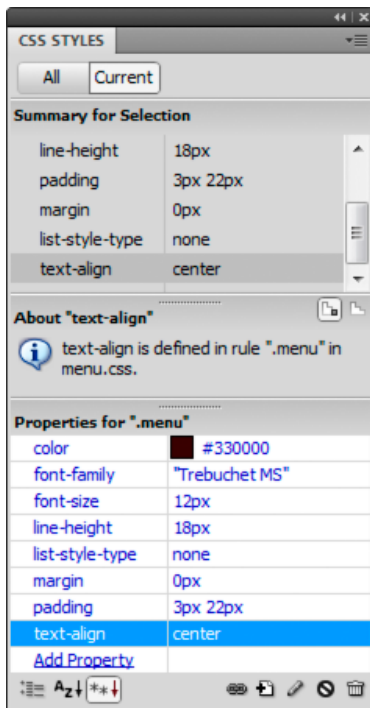 CSS STYLES
All Current
Summary for Selection
line-height 18px
padding 3px 22px
margin 0px
list-style-type none
text-align center
About "text-align"
text-align is defined in rule ".menu" in
menu.css.
Properties for ".menu"
color #330000
font-family "Trebuchet MS"
font-size 12px
line-height 18px
list-style-type none
margin 0px
padding 3px 22px
text-align center
Add Property
Az↓ **↓